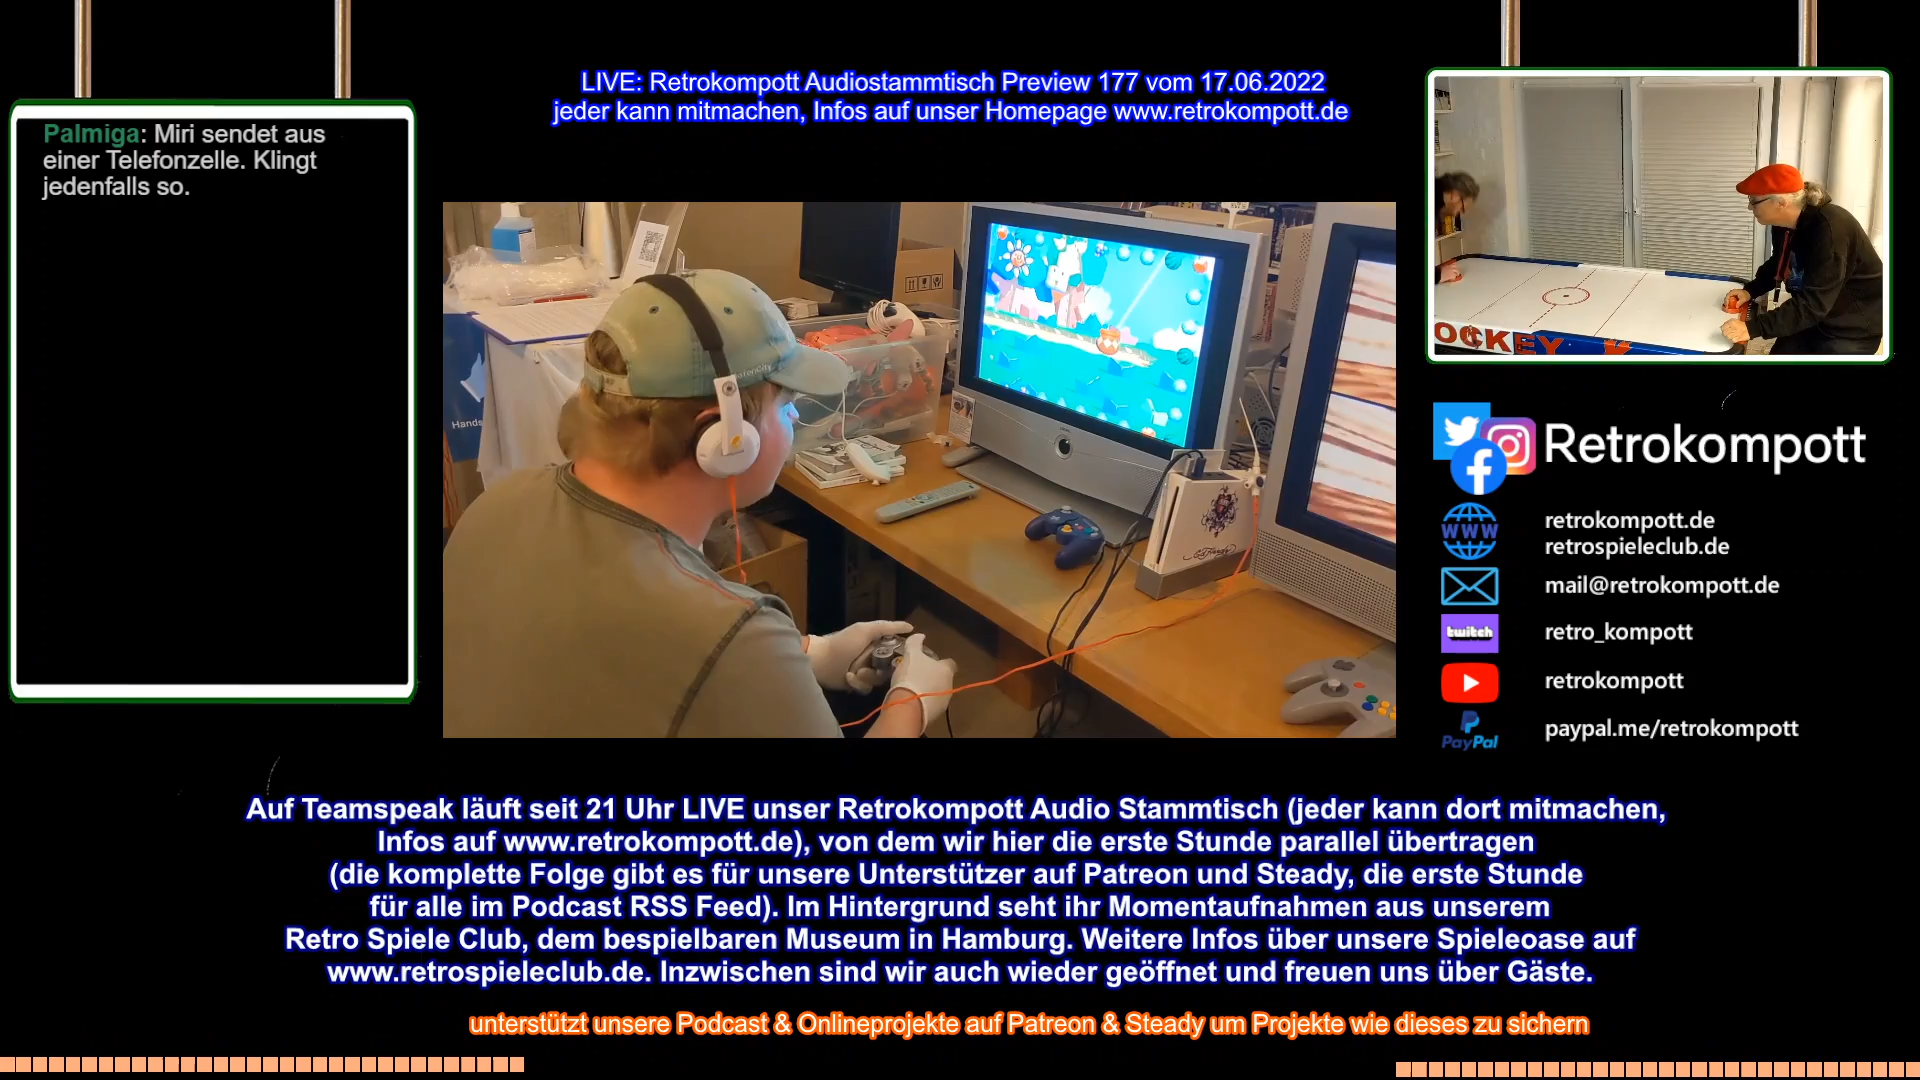 LIVE: Retrokompott Audiostammtisch Preview 177 vom 17.06.2022
jeder kann mitmachen, Infos auf unser Homepage www.retrokompott.de
Palmiga: Miri sendet aus
einer Telefonzelle. Klingt
jedenfalls so.
Hands
OCKEY
Retrokompott
WWW
retrokompott.de
retrospieleclub.de
mail@retrokompott.de
twitch
retro_kompott
retrokompott
PayPal
paypal.me/retrokompott
Auf Teamspeak läuft seit 21 Uhr LIVE unser Retrokompott Audio Stammtisch (jeder kann dort mitmachen,
Infos auf www.retrokompott.de), von dem wir hier die erste Stunde parallel übertragen
(die komplette Folge gibt es für unsere Unterstützer auf Patreon und Steady, die erste Stunde
für alle im Podcast RSS Feed). Im Hintergrund seht ihr Momentaufnahmen aus unserem
Retro Spiele Club, dem bespielbaren Museum in Hamburg. Weitere Infos über unsere Spieleoase auf
www.retrospieleclub.de. Inzwischen sind wir auch wieder geöffnet und freuen uns über Gäste.
unterstützt unsere Podcast & Onlineprojekte auf Patreon & Steady um Projekte wie dieses zu sichern